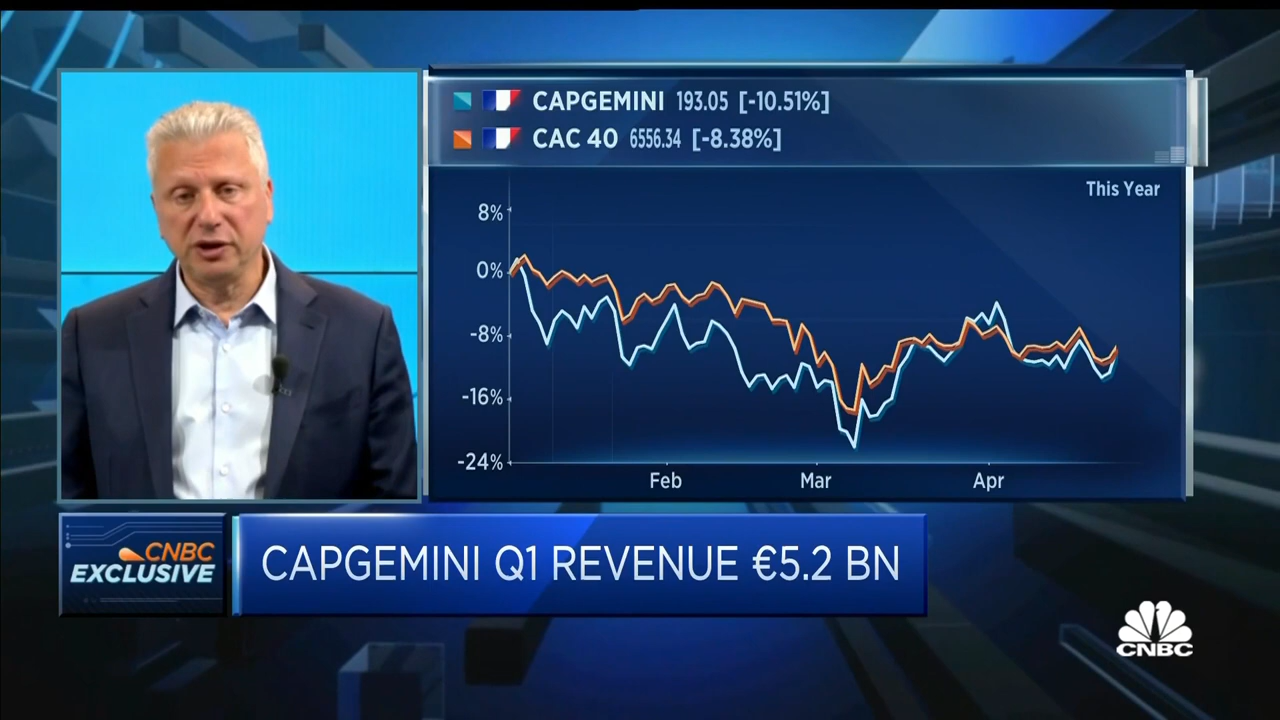 CAPGEMINI 193.05 [-10.51%]
CAC 40 6556.34 [-8.38%]
This Year
8%
0%
-8%
-16%
-24%
Feb Mar Apr
CNBC
EXCLUSIVE
CAPGEMINI Q1 REVENUE €5.2 BN
CNBC